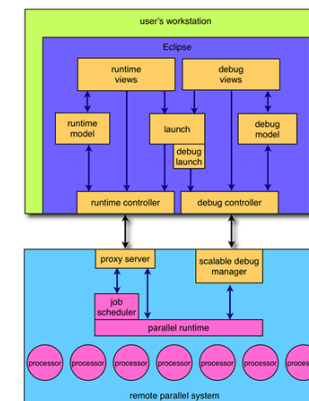 user's workstation
Eclipse
runtime
views
debug
views
runtime
model
launch
debug
model
debug
launch
runtime controller
debug controller
proxy server
scalable debug
manager
job
scheduler
parallel runtime
processor
processor
processor
processor
processor
processor
processor
remote parallel system